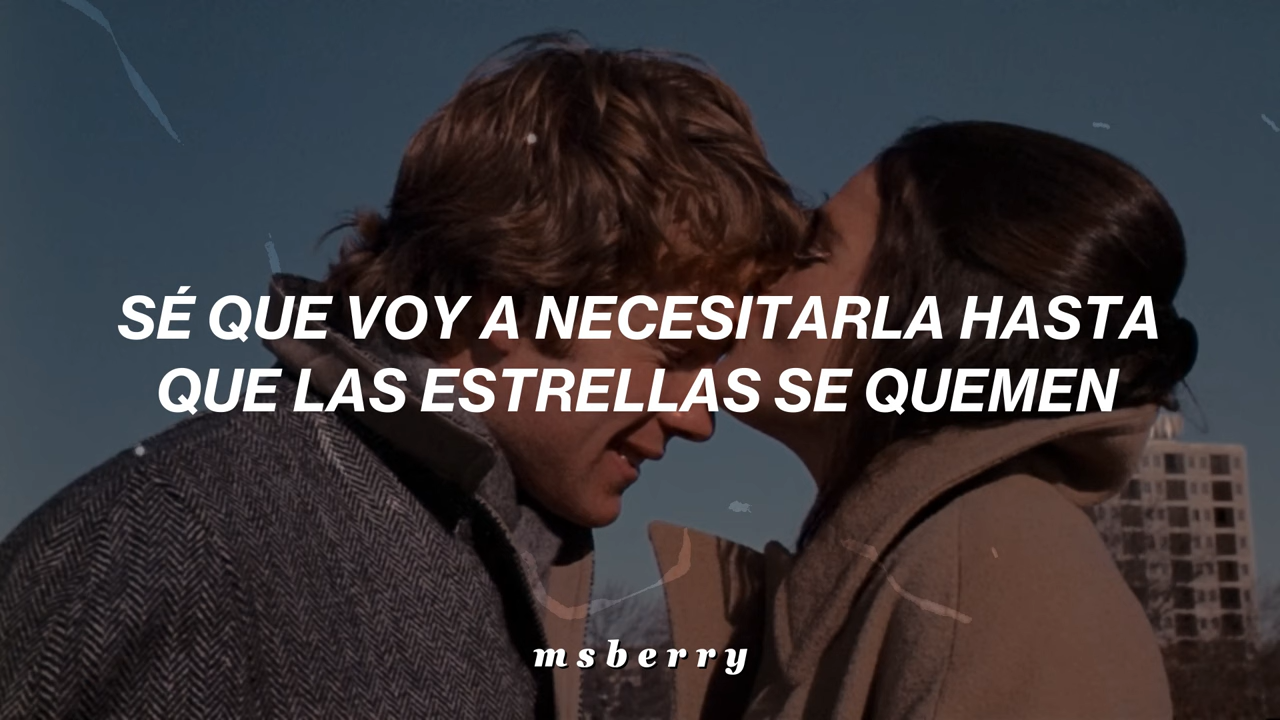 SÉ QUE VOY A NECESITARLA HASTA
QUE LAS ESTRELLAS SE QUEMEN
msberry